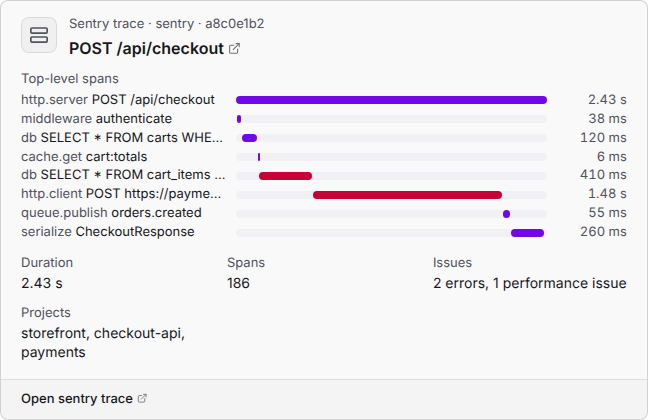 Sentry trace · sentry · a8c0e1b2
POST /api/checkout
Top-level spans
http.server POST /api/checkout 2.43 s
middleware authenticate 38 ms
db SELECT * FROM carts WHE... 120 ms
cache.get cart:totals 6 ms
db SELECT * FROM cart_items ... 410 ms
http.client POST https://payme... 1.48 s
queue.publish orders.created 55 ms
serialize CheckoutResponse 260 ms
Duration Spans Issues
2.43 s 186 2 errors, 1 performance issue
Projects
storefront, checkout-api,
payments
Open sentry trace